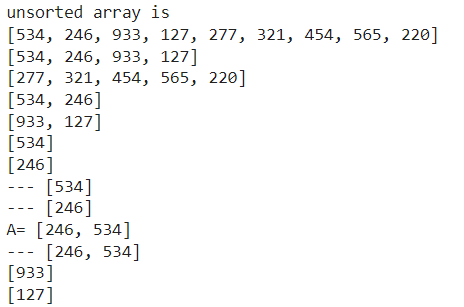 unsorted array is
[534, 246, 933, 127, 277, 321, 454, 565, 220]
[534, 246, 933, 127]
[277, 321, 454, 565, 220]
[534, 246]
[933, 127]
[534]
[246]
--- [534]
--- [246]
A= [246, 534]
--- [246, 534]
[933]
[127]